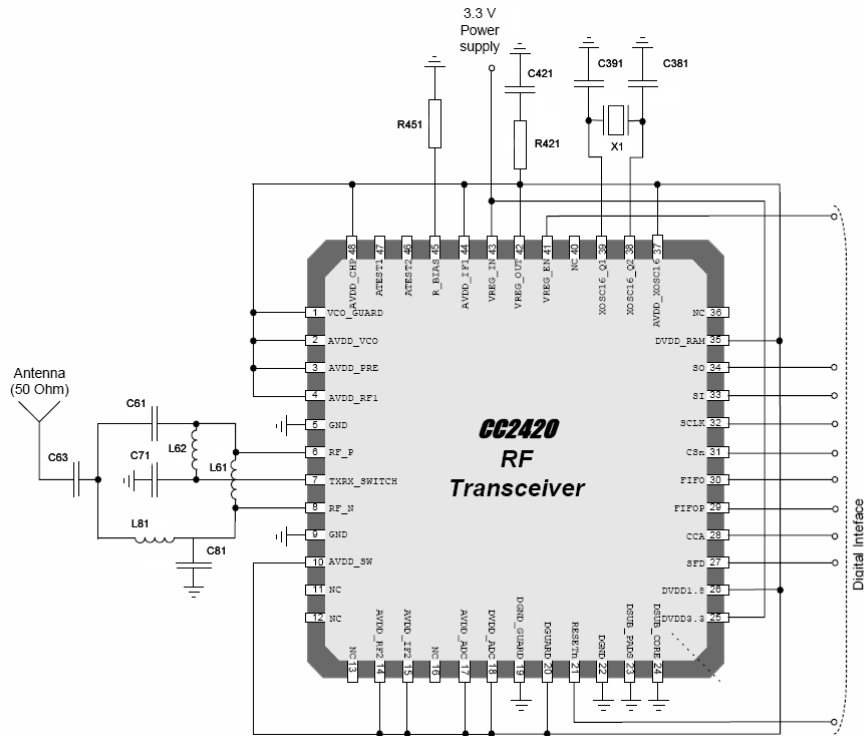 3.3 V
Power
supply
C421
C391
C381
R451
R421
X1
48 AVDD_CHP
47 ATEST1
46 ATEST2
45 R_BIAS
44 AVDD_IF1
43 VREG_IN
42 VREG_OUT
41 VREG_EN
40 NC
39 XOSC16_Q1
38 XOSC16_Q2
37 AVDD_XOSC16
1 VCO_GUARD
2 AVDD_VCO
3 AVDD_PRE
4 AVDD_RF1
5 GND
6 RF_P
7 TXRX_SWITCH
8 RF_N
9 GND
10 AVDD_SW
11 NC
12 NC
NC 36
DVDD_RAM 35
SO 34
SI 33
SCLK 32
CSn 31
FIFO 30
FIFOP 29
CCA 28
SFD 27
DVDD1.8 26
DVDD3.3 25
Antenna
(50 Ohm)
C61
L62
C63
C71
L61
L81
C81
CC2420
RF
Transceiver
NC 13
AVDD_RF2 14
AVDD_IF2 15
NC 16
AVDD_ADC 17
DVDD_ADC 18
DGND_GUARD 19
DGUARD 20
RESETn 21
DGND 22
DSUB_PADS 23
DSUB_CORE 24
Digital Inteface